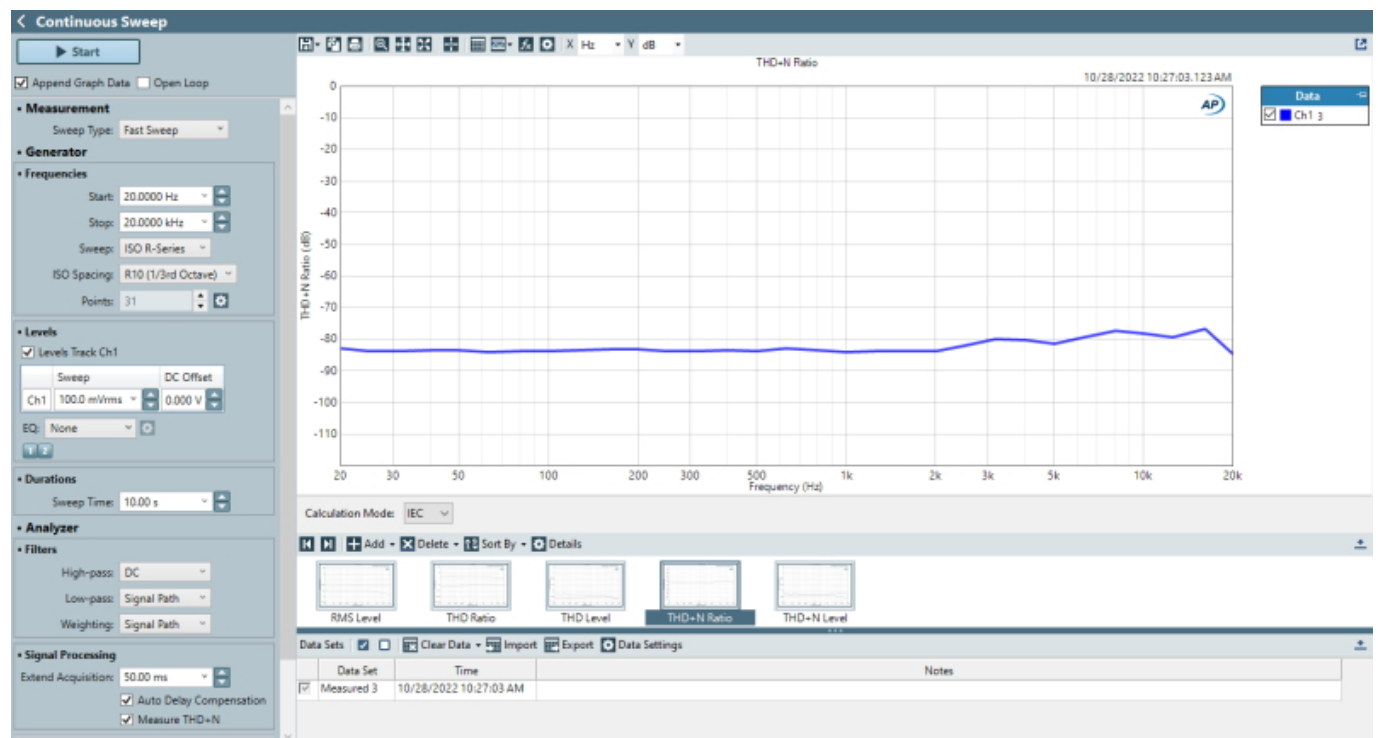 Continuous Sweep
Start
Append Graph Data Open Loop
Measurement
Sweep Type: Fast Sweep
Generator
Frequencies
Start: 20.0000 Hz
Stop: 20.0000 kHz
Sweep: ISO R-Series
ISO Spacing: R10 (1/3rd Octave)
Points: 31
Levels
Levels Track Ch1
Sweep DC Offset
Ch1 100.0 mVrms 0.000 V
EQ: None
1 2
Durations
Sweep Time: 10.00 s
Analyzer
Filters
High-pass: DC
Low-pass: Signal Path
Weighting: Signal Path
Signal Processing
Extend Acquisition: 50.00 ms
Auto Delay Compensation
Measure THD+N
X Hz Y dB
THD+N Ratio
10/28/2022 10:27:03.123 AM
AP
Data
Ch1 3
THD+N Ratio (dB)
0
-10
-20
-30
-40
-50
-60
-70
-80
-90
-100
-110
20 30 50 100 200 300 500 1k 2k 3k 5k 10k 20k
Frequency (Hz)
Calculation Mode: IEC
Add Delete Sort By Details
RMS Level THD Ratio THD Level THD+N Ratio THD+N Level
Data Sets Clear Data Import Export Data Settings
Data Set Time Notes
Measured 3 10/28/2022 10:27:03 AM